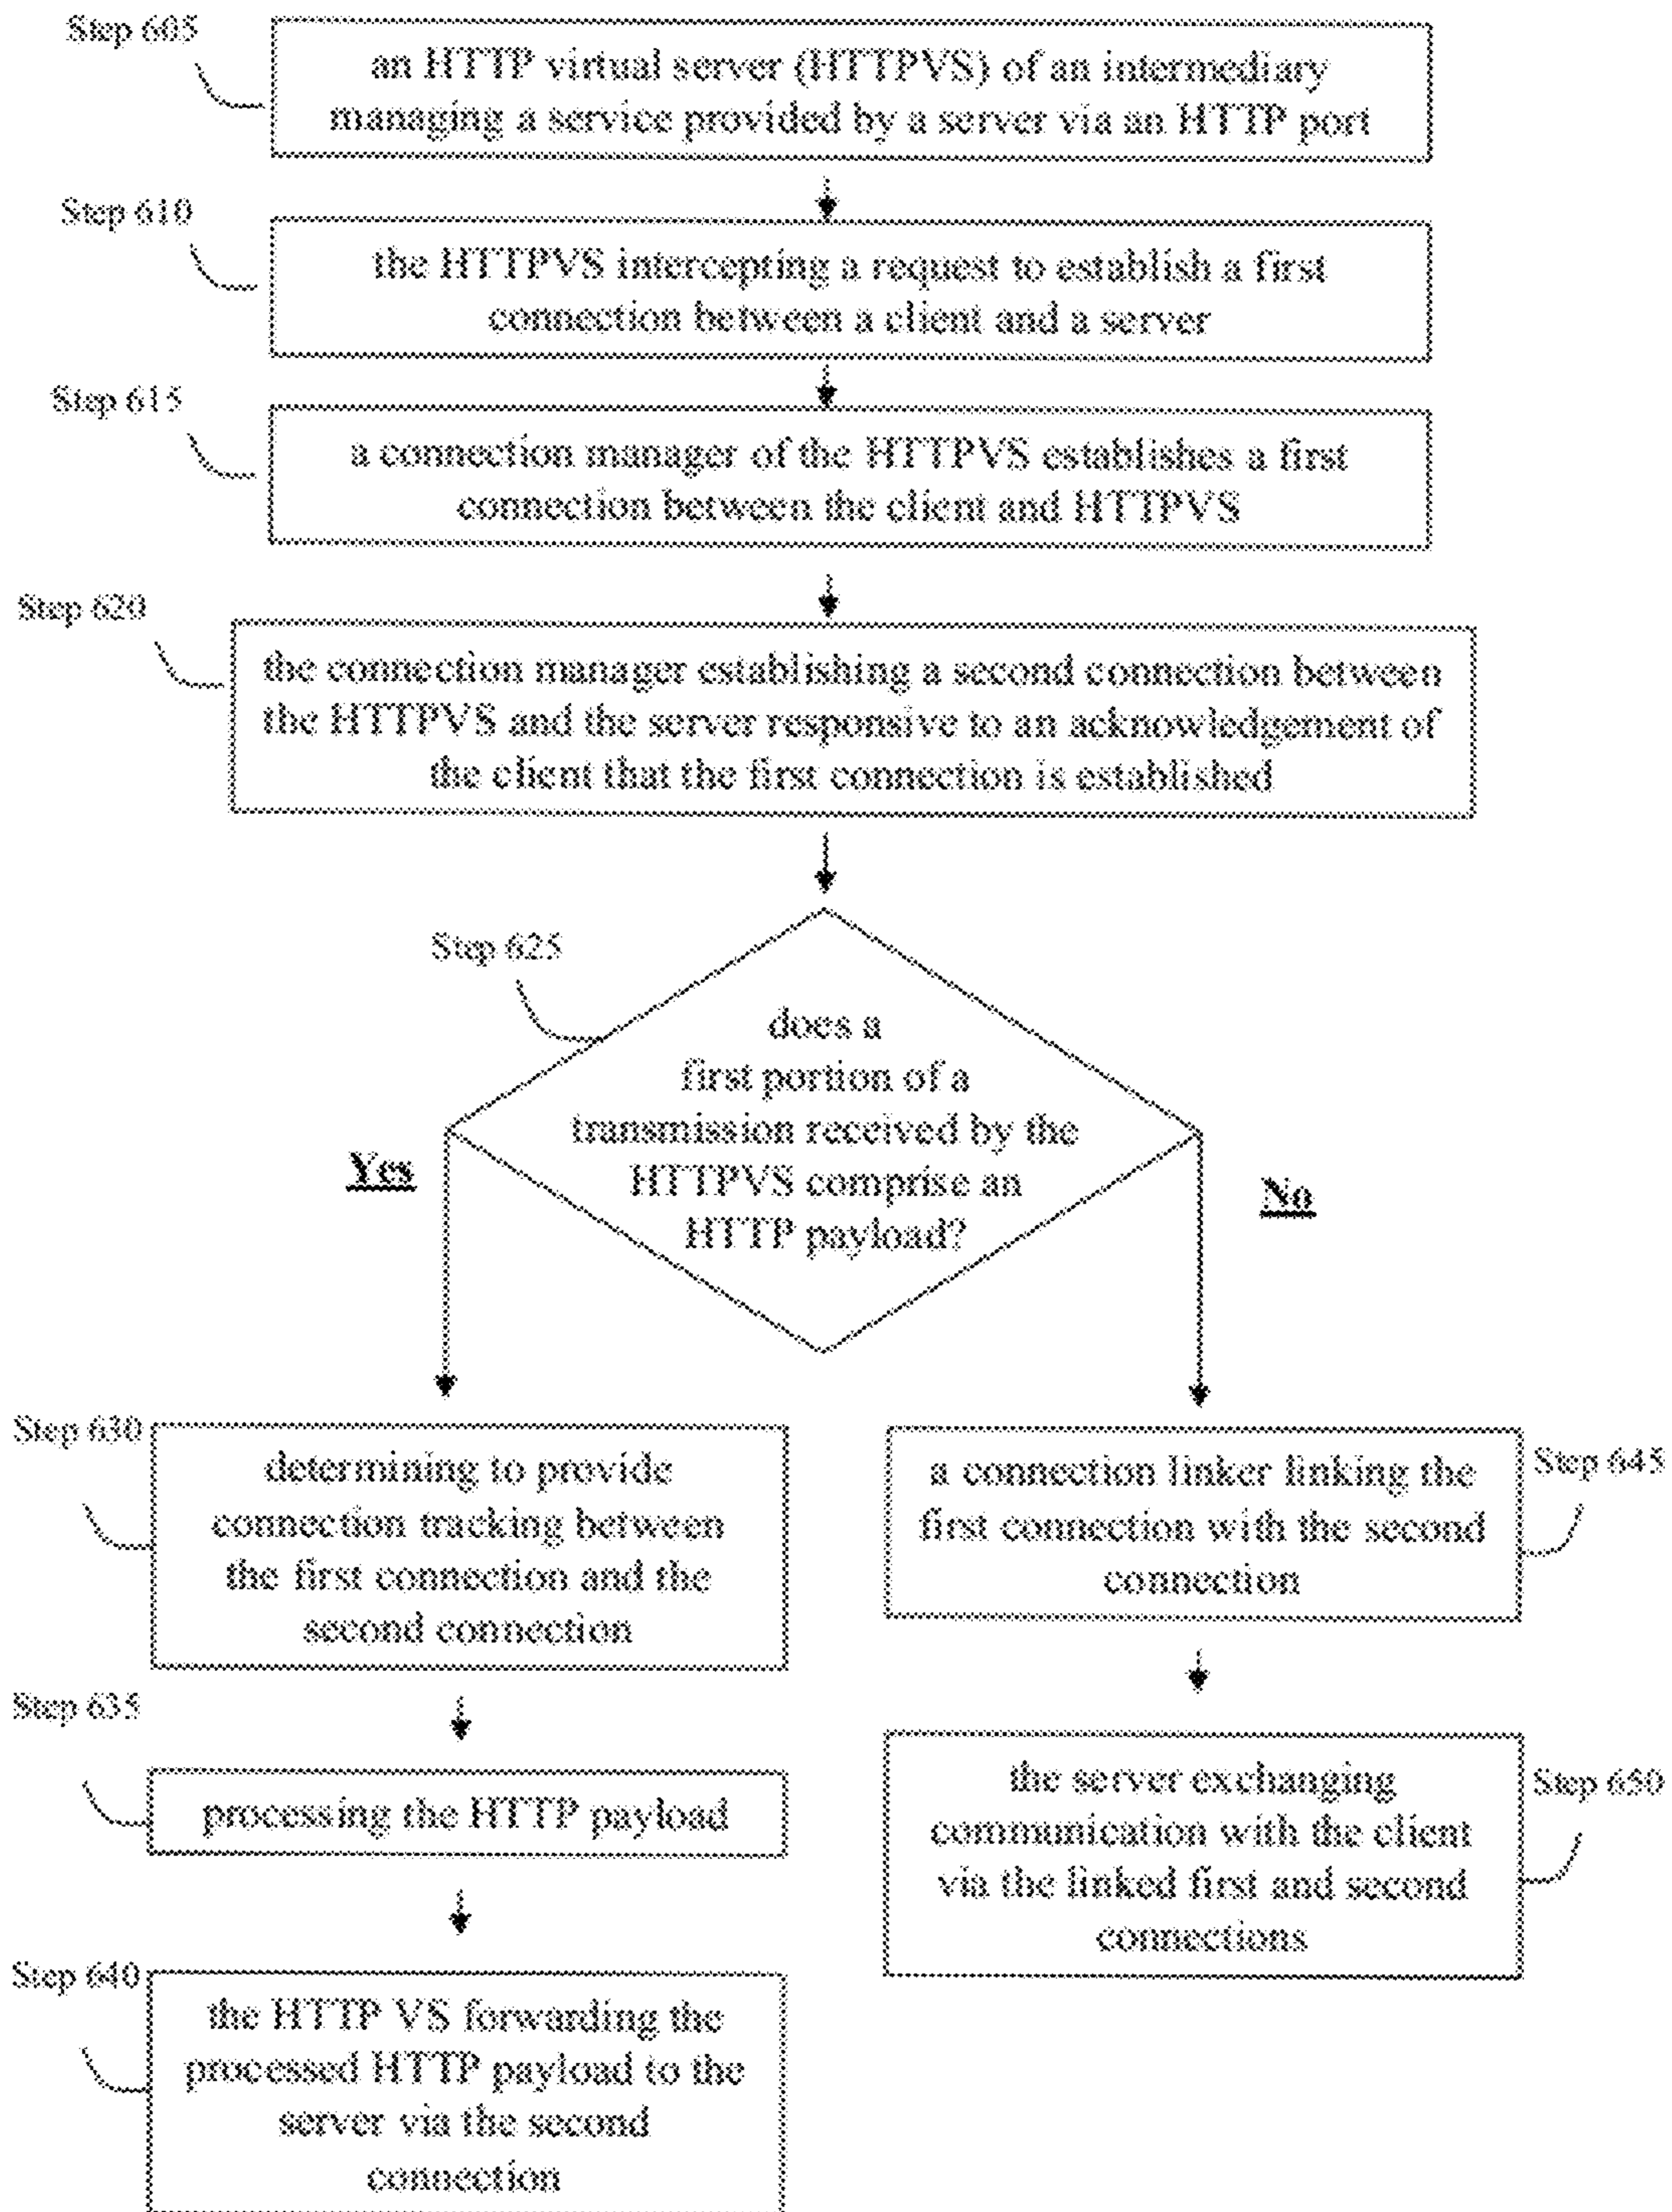 Step 605
an HTTP virtual server (HTTPVS) of an intermediary
managing a service provided by a server via an HTTP port
Step 610
the HTTPVS intercepting a request to establish a first
connection between a client and a server
Step 615
a connection manager of the HTTPVS establishes a first
connection between the client and HTTPVS
Step 620
the connection manager establishing a second connection between
the HTTPVS and the server responsive to an acknowledgement of
the client that the first connection is established
Step 625
does a
first portion of a
transmission received by the
HTTPVS comprise an
HTTP payload?
Yes
No
Step 630
determining to provide
connection tracking between
the first connection and the
second connection
Step 635
processing the HTTP payload
Step 640
the HTTP VS forwarding the
processed HTTP payload to the
server via the second
connection
Step 645
a connection linker linking the
first connection with the second
connection
Step 650
the server exchanging
communication with the client
via the linked first and second
connections